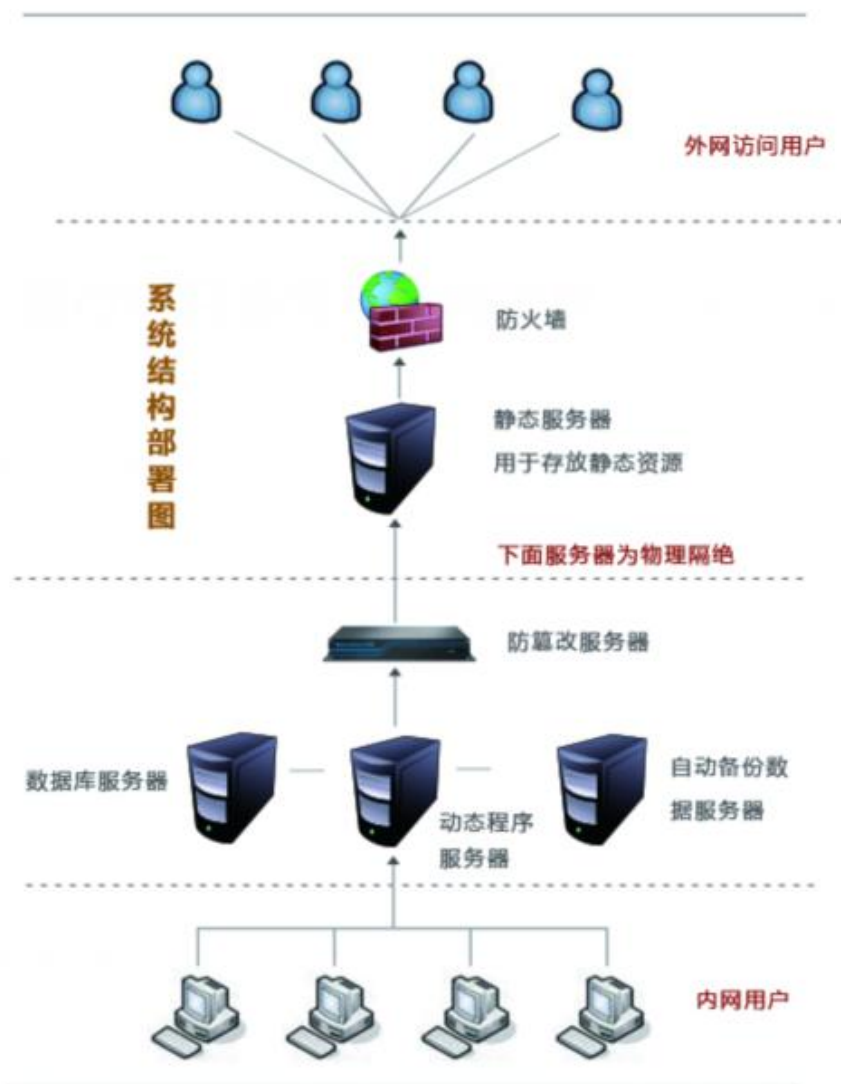 外网访问用户
系统结构部署图
防火墙
静态服务器
用于存放静态资源
下面服务器为物理隔绝
防篡改服务器
数据库服务器
动态程序
服务器
自动备份数
据服务器
内网用户